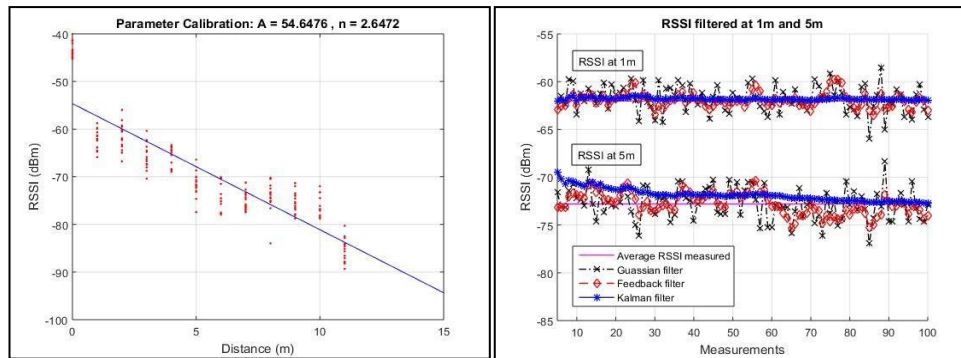 Parameter Calibration: A = 54.6476 , n = 2.6472
-40
-50
-60
-70
-80
-90
-100
RSSI (dBm)
0
5
10
15
Distance (m)
RSSI filtered at 1m and 5m
-55
-60
-65
-70
-75
-80
-85
RSSI (dBm)
RSSI at 1m
RSSI at 5m
Average RSSI measured
Guassian filter
Feedback filter
Kalman filter
10
20
30
40
50
60
70
80
90
100
Measurements